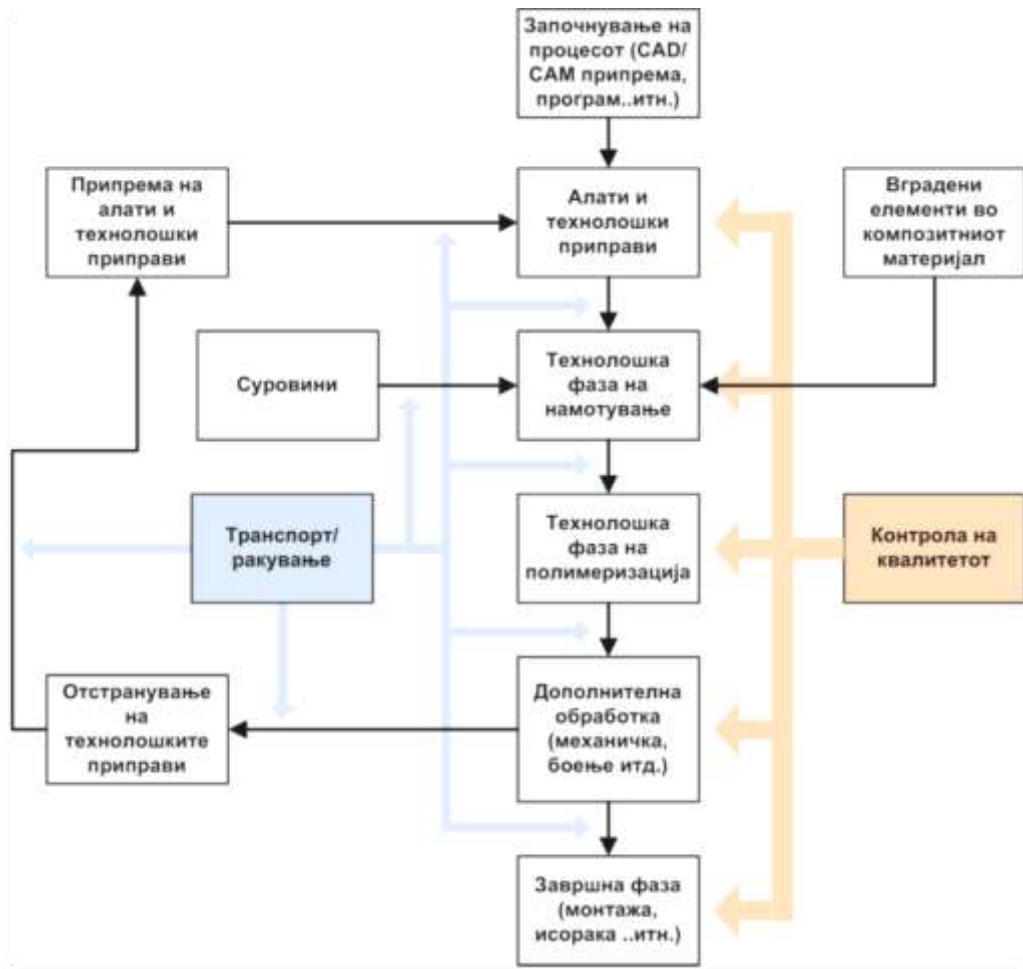 Започнување на
процесот (CAD/
CAM припрема,
програм..итн.)
Припрема на
алати и
технолошки
приправи
Алати и
технолошки
приправи
Вградени
елементи во
композитниот
материјал
Суровини
Технолошка
фаза на
намотување
Транспорт/
ракување
Технолошка
фаза на
полимеризација
Контрола на
квалитетот
Отстранување
на
технолошките
приправи
Дополнителна
обработка
(механичка,
боење итд.)
Завршна фаза
(монтажа,
исорака ..итн.)